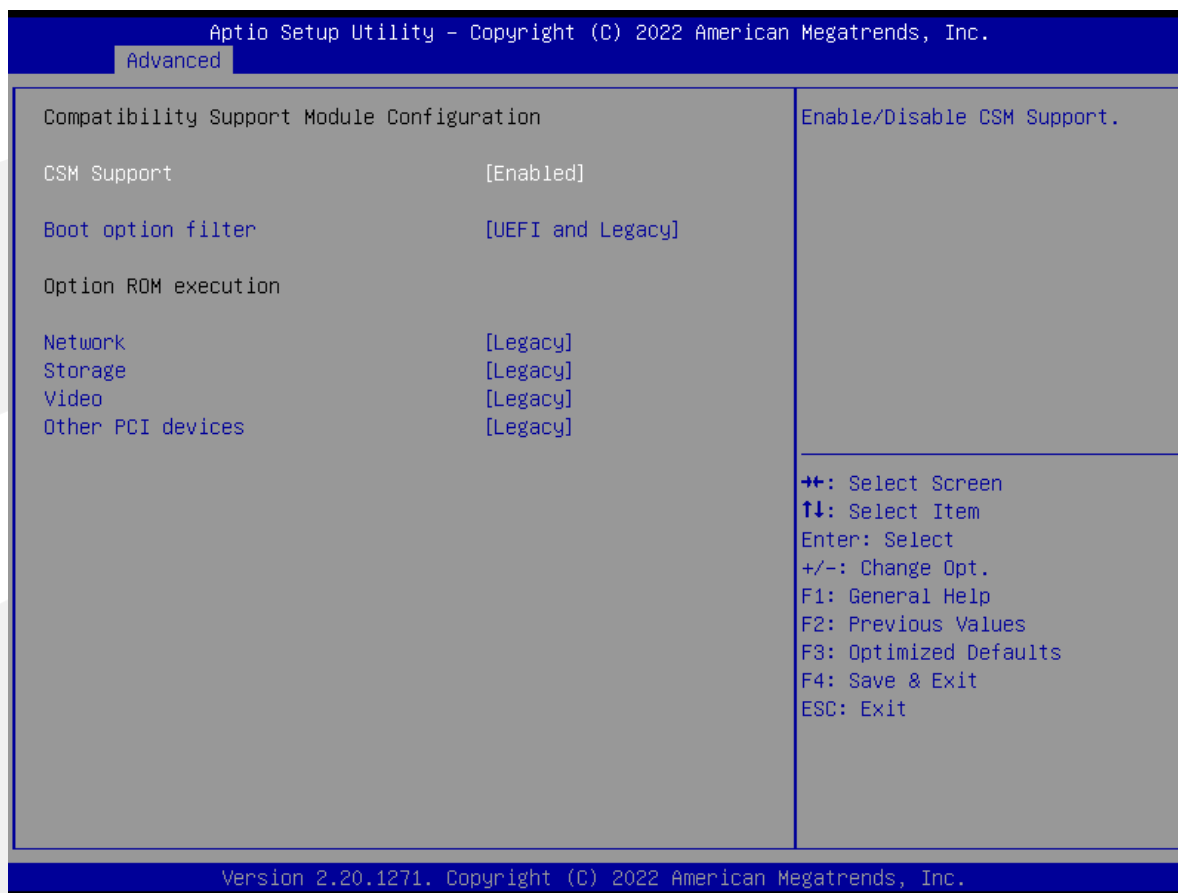 Aptio Setup Utility – Copyright (C) 2022 American Megatrends, Inc.
Advanced
Compatibility Support Module Configuration
CSM Support [Enabled]
Boot option filter [UEFI and Legacy]
Option ROM execution
Network [Legacy]
Storage [Legacy]
Video [Legacy]
Other PCI devices [Legacy]
Enable/Disable CSM Support.
→←: Select Screen
↑↓: Select Item
Enter: Select
+/-: Change Opt.
F1: General Help
F2: Previous Values
F3: Optimized Defaults
F4: Save & Exit
ESC: Exit
Version 2.20.1271. Copyright (C) 2022 American Megatrends, Inc.